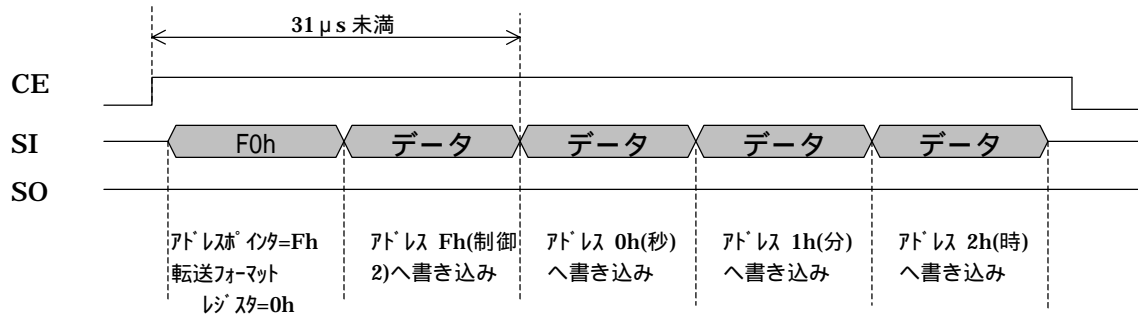 31μs 未満
CE
SI F0h データ データ データ データ
SO
ｱﾄﾞﾚｽﾎﾟｲﾝﾀ=Fh ｱﾄﾞﾚｽ Fh(制御 ｱﾄﾞﾚｽ 0h(秒) ｱﾄﾞﾚｽ 1h(分) ｱﾄﾞﾚｽ 2h(時)
転送フォーマット 2)へ書き込み へ書き込み へ書き込み へ書き込み
ﾚｼﾞｽﾀ=0h